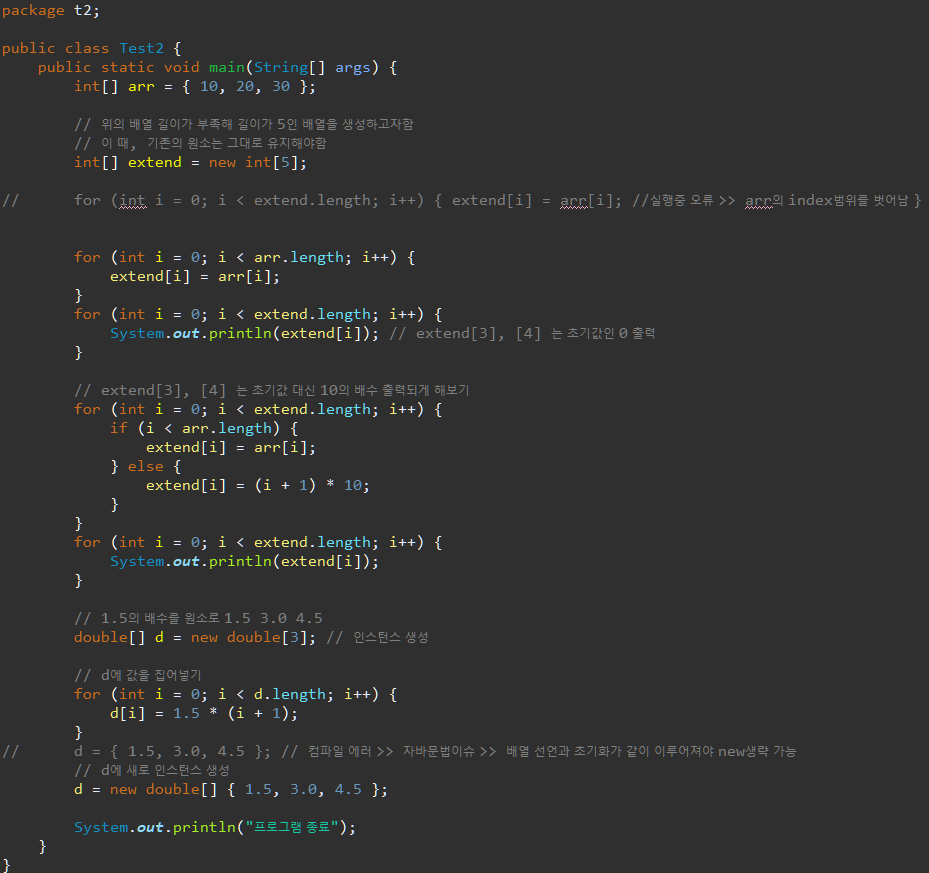 package t2;
public class Test2 {
public static void main(String[] args) {
int[] arr = { 10, 20, 30 };
// 위의 배열 길이가 부족해 길이가 5인 배열을 생성하고자함
// 이 때, 기존의 원소는 그대로 유지해야함
int[] extend = new int[5];
// for (int i = 0; i < extend.length; i++) { extend[i] = arr[i]; //실행중 오류 >> arr의 index범위를 벗어남 }
for (int i = 0; i < arr.length; i++) {
extend[i] = arr[i];
}
for (int i = 0; i < extend.length; i++) {
System.out.println(extend[i]); // extend[3], [4] 는 초기값인 0 출력
}
// extend[3], [4] 는 초기값 대신 10의 배수 출력되게 해보기
for (int i = 0; i < extend.length; i++) {
if (i < arr.length) {
extend[i] = arr[i];
} else {
extend[i] = (i + 1) * 10;
}
}
for (int i = 0; i < extend.length; i++) {
System.out.println(extend[i]);
}
// 1.5의 배수를 원소로 1.5 3.0 4.5
double[] d = new double[3]; // 인스턴스 생성
// d에 값을 집어넣기
for (int i = 0; i < d.length; i++) {
d[i] = 1.5 * (i + 1);
}
// d = { 1.5, 3.0, 4.5 }; // 컴파일 에러 >> 자바문법이슈 >> 배열 선언과 초기화가 같이 이루어져야 new생략 가능
// d에 새로 인스턴스 생성
d = new double[] { 1.5, 3.0, 4.5 };
System.out.println("프로그램 종료");
}
}